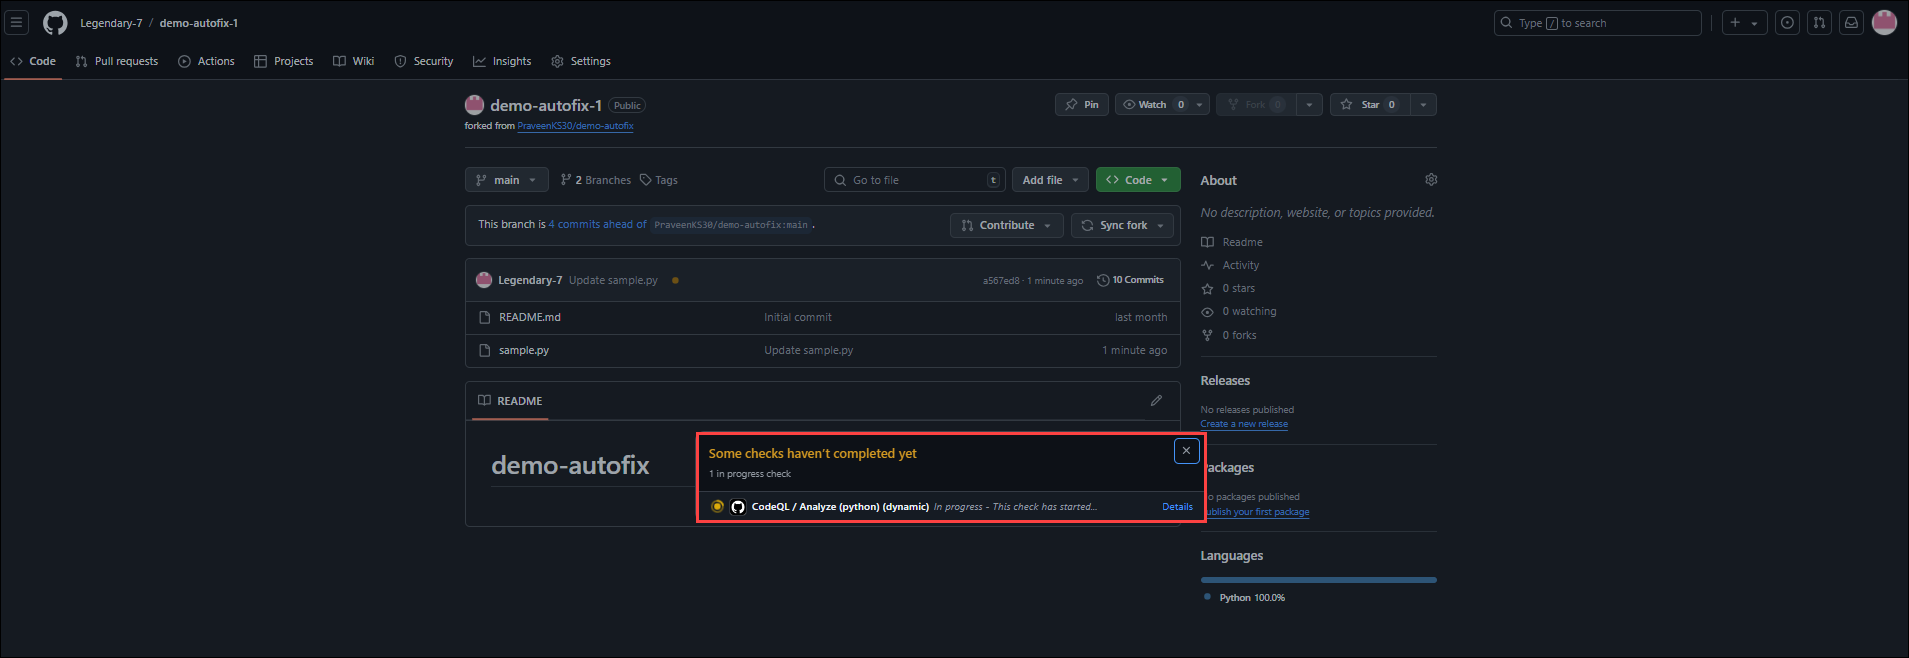 Legendary-7 / demo-autofix-1
Type / to search
Code Pull requests Actions Projects Wiki Security Insights Settings
demo-autofix-1 Public
Pin Watch 0 Fork 0 Star 0
forked from PraveenKS30/demo-autofix
main 2 Branches Tags
Go to file t Add file Code
About
This branch is 4 commits ahead of PraveenKS30/demo-autofix:main .
Contribute Sync fork
No description, website, or topics provided.
Readme
Activity
0 stars
0 watching
0 forks
Legendary-7 Update sample.py a567ed8 · 1 minute ago 10 Commits
README.md Initial commit last month
sample.py Update sample.py 1 minute ago
Releases
No releases published
Create a new release
README
demo-autofix
Some checks haven't completed yet
1 in progress check
CodeQL / Analyze (python) (dynamic) In progress - This check has started... Details
ackages
o packages published
ublish your first package
Languages
Python 100.0%